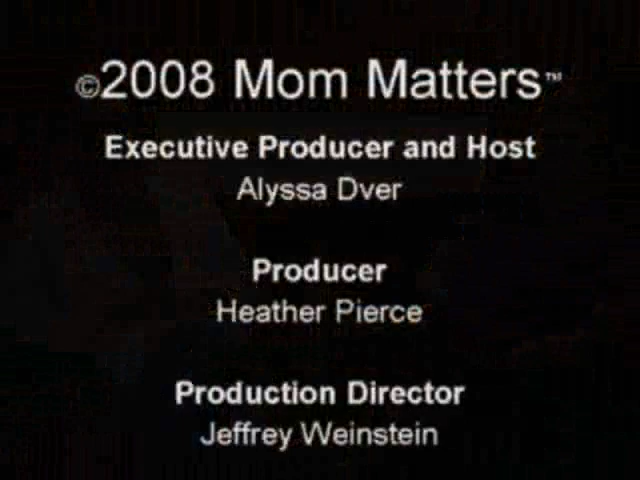 ©2008 Mom Matters™
Executive Producer and Host
Alyssa Dver
Producer
Heather Pierce
Production Director
Jeffrey Weinstein